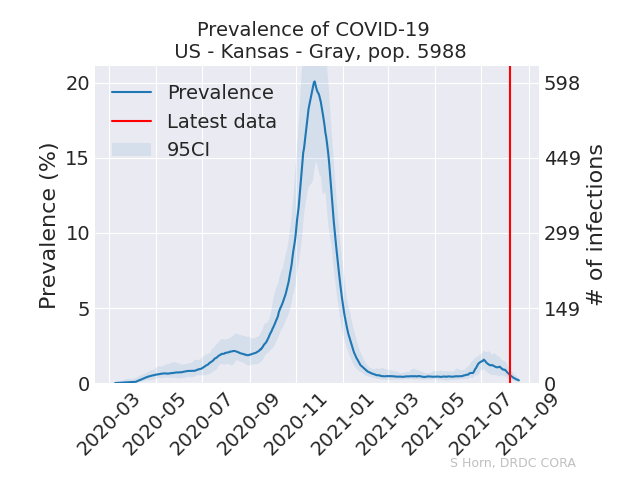 Prevalence of COVID-19
US - Kansas - Gray, pop. 5988
Prevalence
Latest data
95CI
Prevalence (%)
20
15
10
5
0
# of infections
598
449
299
149
0
2020-03
2020-05
2020-07
2020-09
2020-11
2021-01
2021-03
2021-05
2021-07
2021-09
S Horn, DRDC CORA